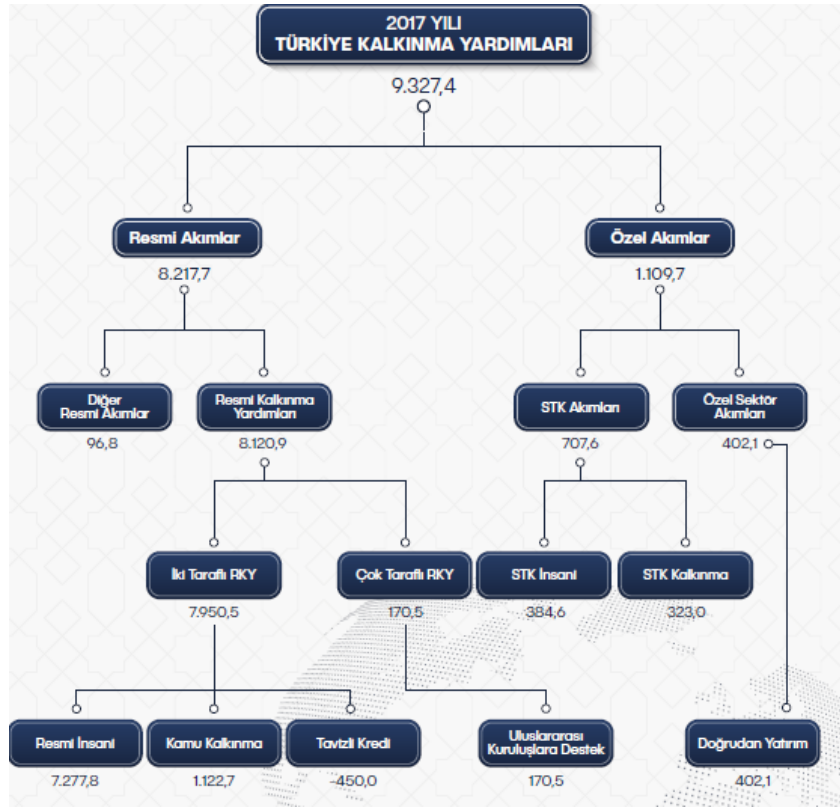 2017 YILI
TÜRKİYE KALKINMA YARDIMLARI
9.327,4
Resmi Akımlar
8.217,7
Özel Akımlar
1.109,7
Diğer
Resmi Akımlar
96,8
Resmi Kalkınma
Yardımları
8.120,9
STK Akımları
707,6
Özel Sektör
Akımları
402,1
İki Taraflı RKY
7.950,5
Çok Taraflı RKY
170,5
STK İnsani
384,6
STK Kalkınma
323,0
Resmi İnsani
7.277,8
Kamu Kalkınma
1.122,7
Tavizli Kredi
-450,0
Uluslararası
Kuruluşlara Destek
170,5
Doğrudan Yatırım
402,1